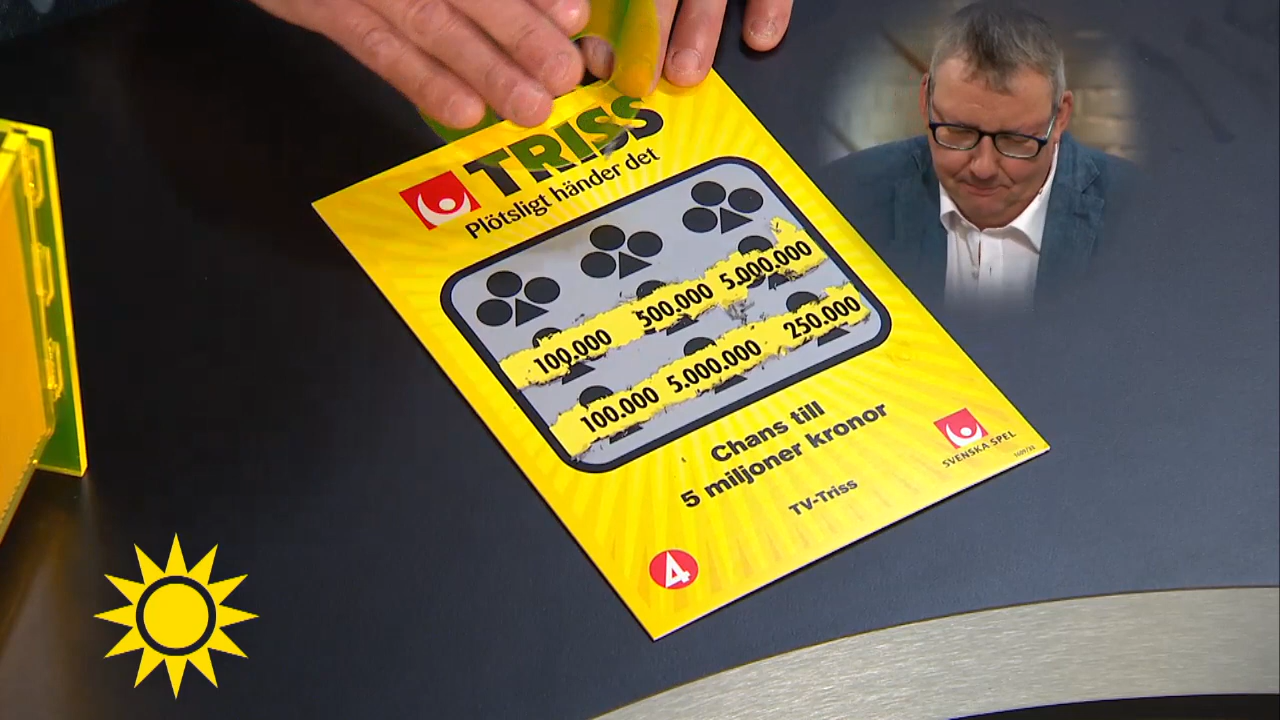 TRISS
Plötsligt händer det
100.000 500.000 5.000.000
100.000 5.000.000 250.000
Chans till
5 miljoner kronor
TV-Triss
SVENSKA SPEL
4